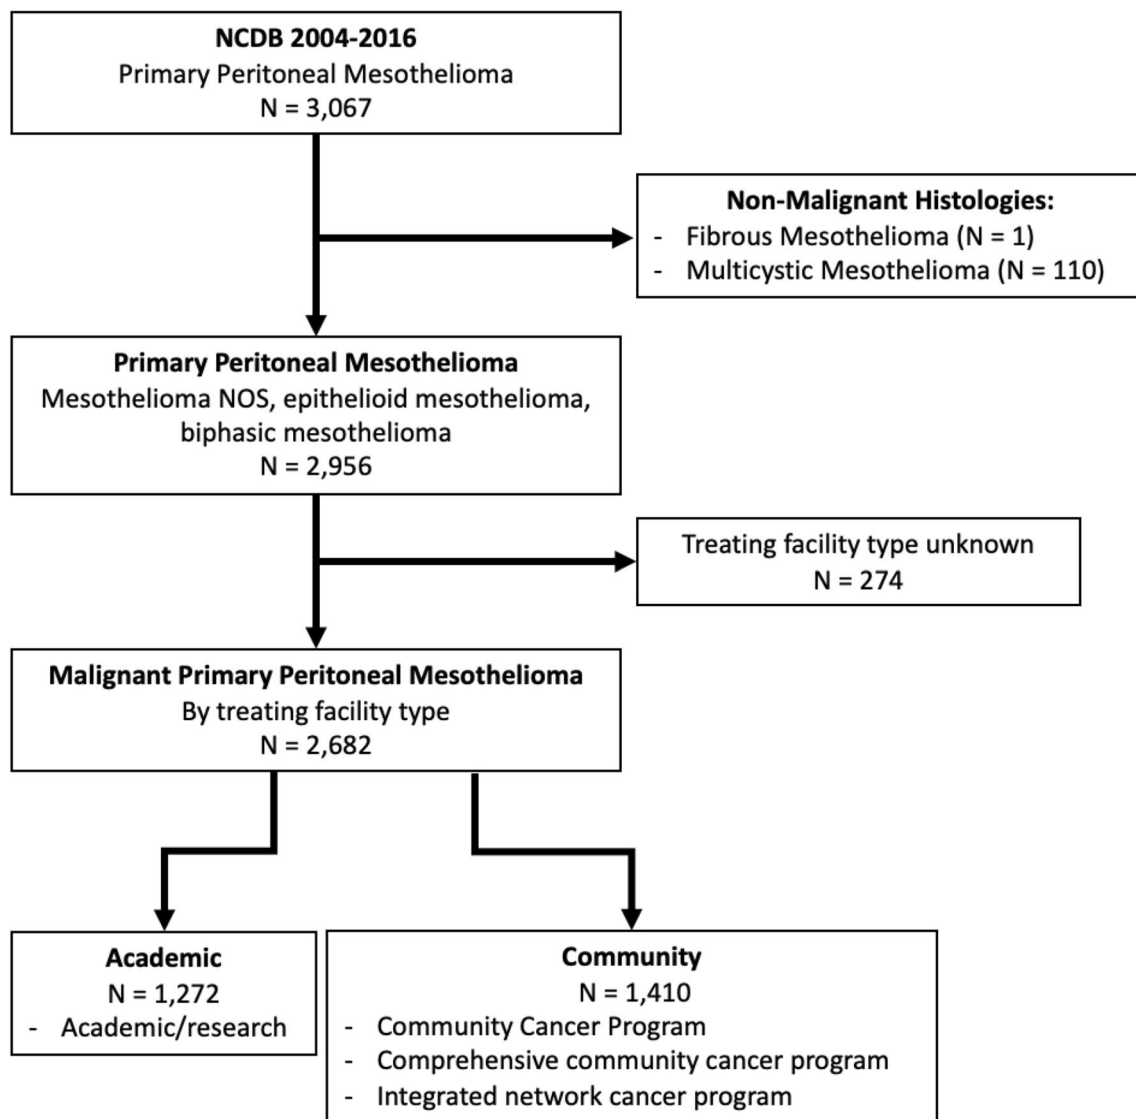 NCDB 2004-2016
Primary Peritoneal Mesothelioma
N = 3,067
Non-Malignant Histologies:
- Fibrous Mesothelioma (N = 1)
- Multicystic Mesothelioma (N = 110)
Primary Peritoneal Mesothelioma
Mesothelioma NOS, epithelioid mesothelioma,
biphasic mesothelioma
N = 2,956
Treating facility type unknown
N = 274
Malignant Primary Peritoneal Mesothelioma
By treating facility type
N = 2,682
Academic
N = 1,272
- Academic/research
Community
N = 1,410
- Community Cancer Program
- Comprehensive community cancer program
- Integrated network cancer program